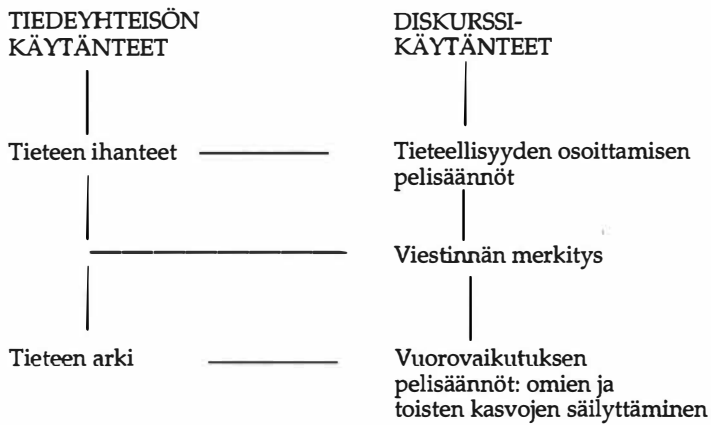 TIEDEYHTEISÖN
KÄYTÄNTEET
DISKURSSI-
KÄYTÄNTEET
Tieteen ihanteet
Tieteellisyyden osoittamisen
pelisäännöt
Viestinnän merkitys
Tieteen arki
Vuorovaikutuksen
pelisäännöt: omien ja
toisten kasvojen säilyttäminen